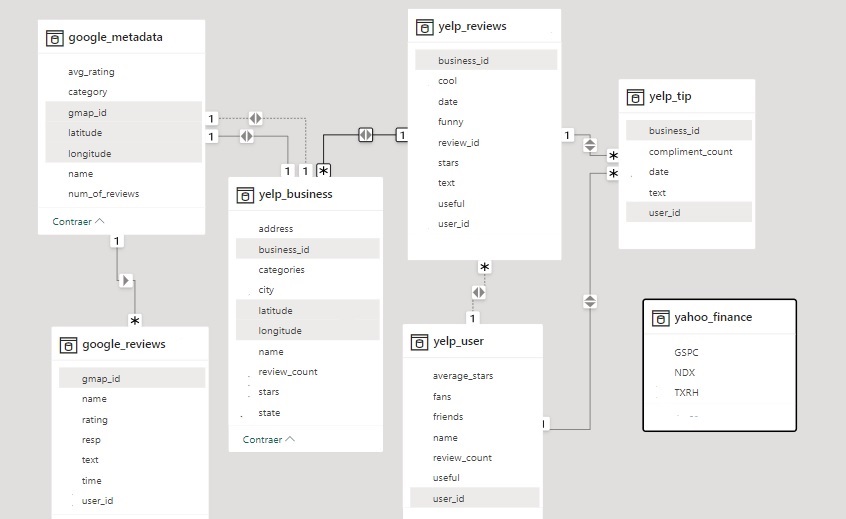 google_metadata
avg_rating
category
gmap_id
latitude
longitude
name
num_of_reviews
Contraer
1
1
1
1
1
*
*
google_reviews
gmap_id
name
rating
resp
text
time
user_id
yelp_business
address
business_id
categories
city
latitude
longitude
name
review_count
stars
state
Contraer
yelp_reviews
business_id
cool
date
funny
review_id
stars
text
useful
user_id
1
1
*
*
*
1
yelp_user
average_stars
fans
friends
name
review_count
useful
user_id
1
yelp_tip
business_id
compliment_count
date
text
user_id
*
yahoo_finance
GSPC
NDX
TXRH